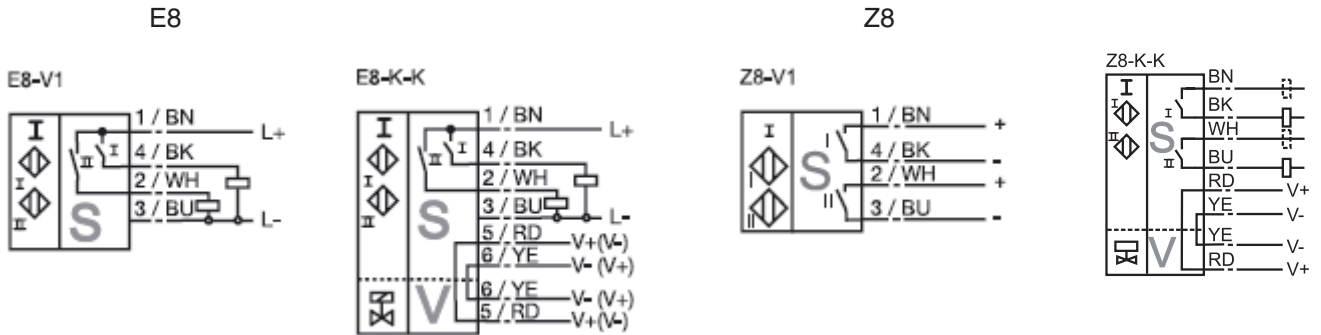 E8
Z8
E8-V1
I
I
II
S
II
I
1 / BN
L+
4 / BK
2 / WH
3 / BU
L-
E8-K-K
I
I
II
S
V
II
I
1 / BN
L+
4 / BK
2 / WH
3 / BU
L-
5 / RD
V+(V-)
6 / YE
V- (V+)
6 / YE
V- (V+)
5 / RD
V+(V-)
Z8-V1
I
I
II
S
I
II
1 / BN
+
4 / BK
-
2 / WH
+
3 / BU
-
Z8-K-K
I
I
II
S
V
I
II
BN
BK
WH
BU
RD
V+
YE
V-
YE
V-
RD
V+